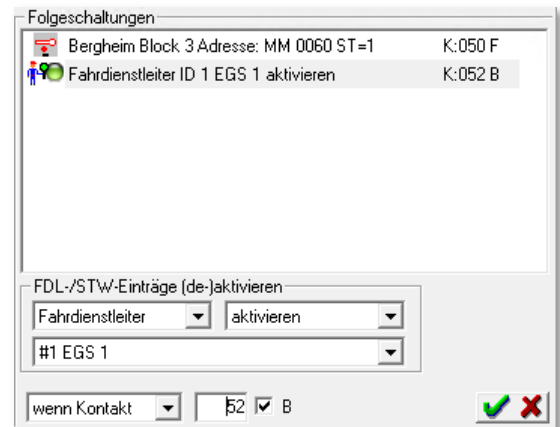 Folgeschaltungen
Bergheim Block 3 Adresse: MM 0060 ST=1 K:050 F
Fahrdienstleiter ID 1 EGS 1 aktivieren K:052 B
FDL-/STW-Einträge (de-)aktivieren
Fahrdienstleiter aktivieren
#1 EGS 1
wenn Kontakt 52 B